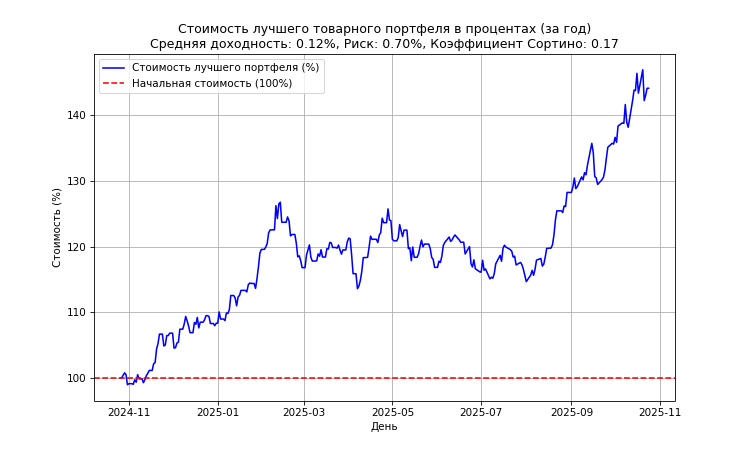 Стоимость лучшего товарного портфеля в процентах (за год)
Средняя доходность: 0.12%, Риск: 0.70%, Коэффициент Сортино: 0.17
Стоимость лучшего портфеля (%)
Начальная стоимость (100%)
Стоимость (%)
140
130
120
110
100
2024-11
2025-01
2025-03
2025-05
2025-07
2025-09
2025-11
День